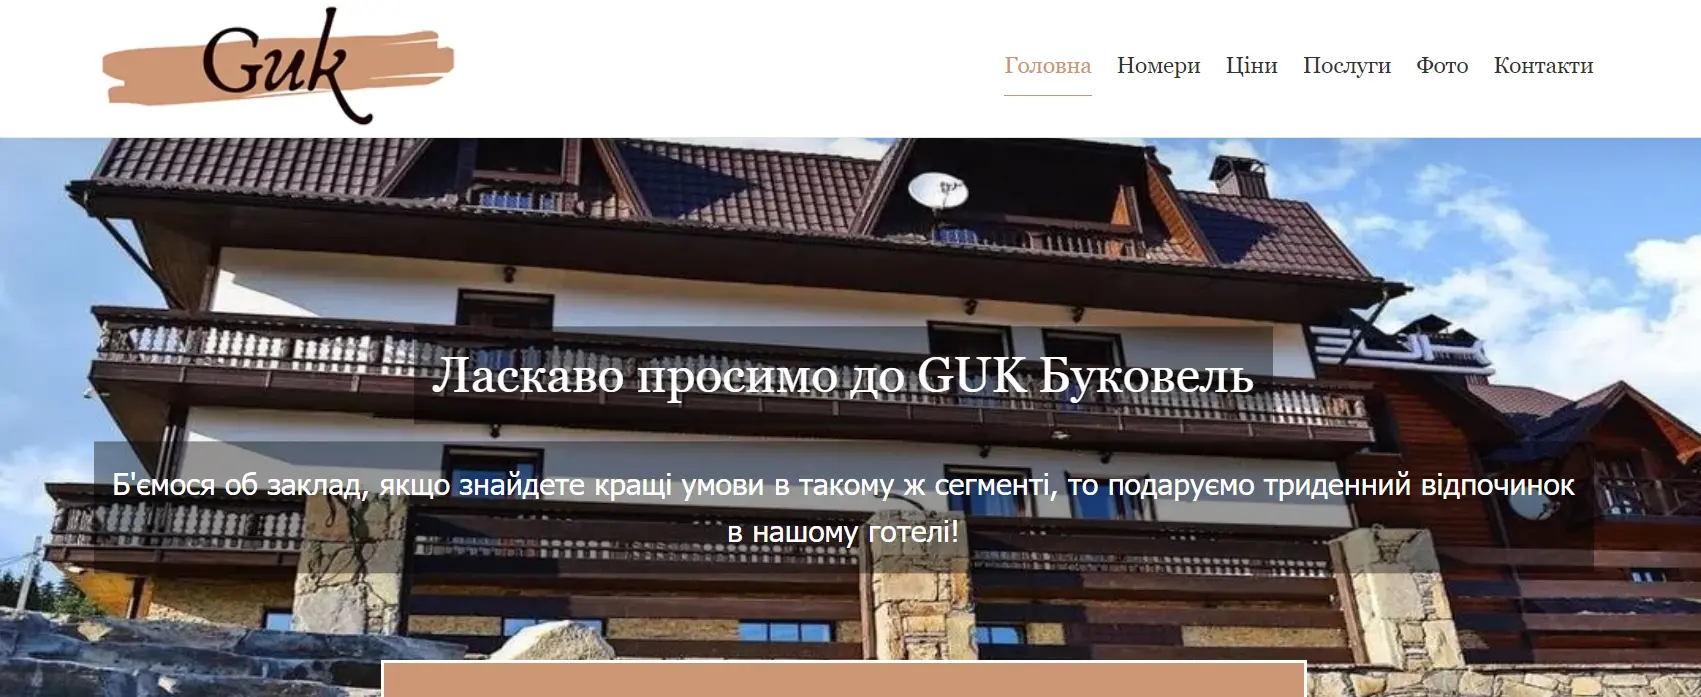 Guk
Головна Номери Ціни Послуги Фото Контакти
Ласкаво просимо до GUK Буковель
Б'ємося об заклад, якщо знайдете кращі умови в такому ж сегменті, то подаруємо триденний відпочинок
в нашому готелі!